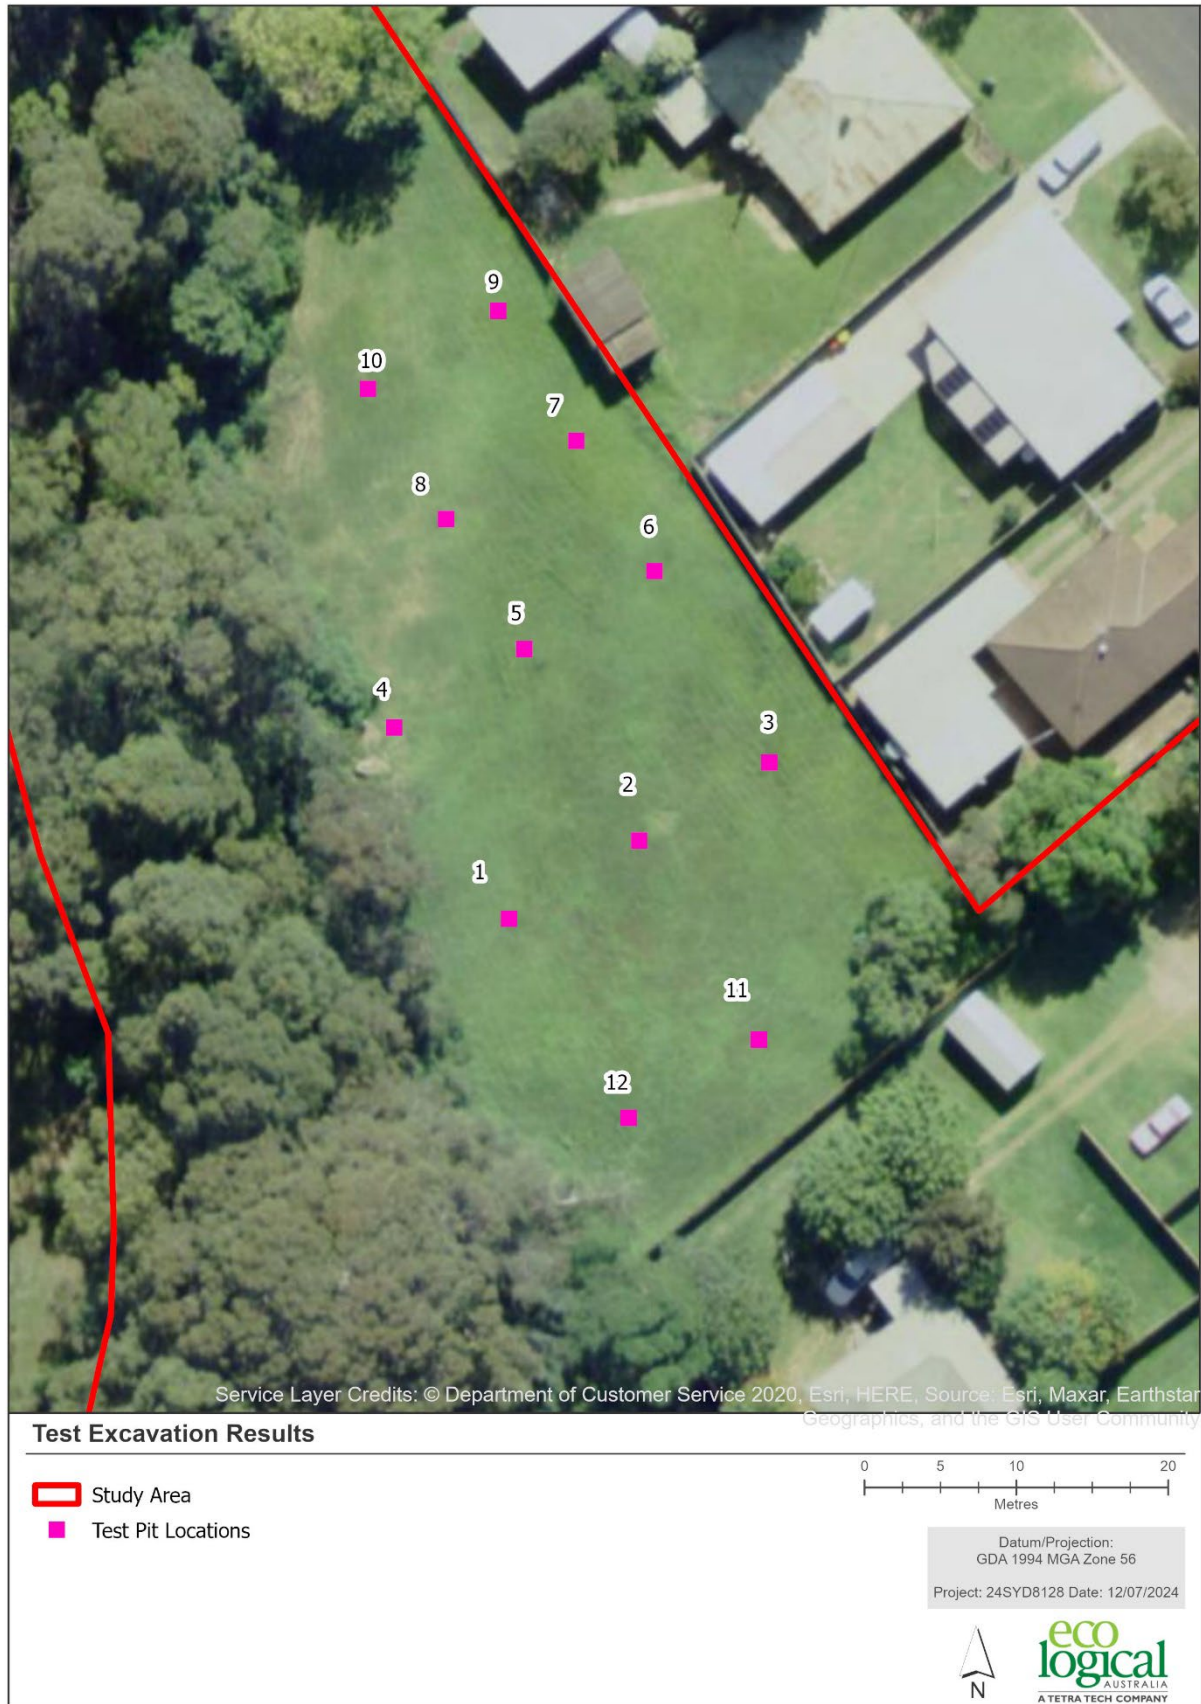 9
10
7
8
6
5
4
3
2
1
11
12
Service Layer Credits: © Department of Customer Service 2020, Esri, HERE, Source: Esri, Maxar, Earthstar
Geographics, and the GIS User Community
Test Excavation Results
Study Area
Test Pit Locations
0 5 10 20
Metres
Datum/Projection:
GDA 1994 MGA Zone 56
Project: 24SYD8128 Date: 12/07/2024
N
eco
logical
AUSTRALIA
A TETRA TECH COMPANY